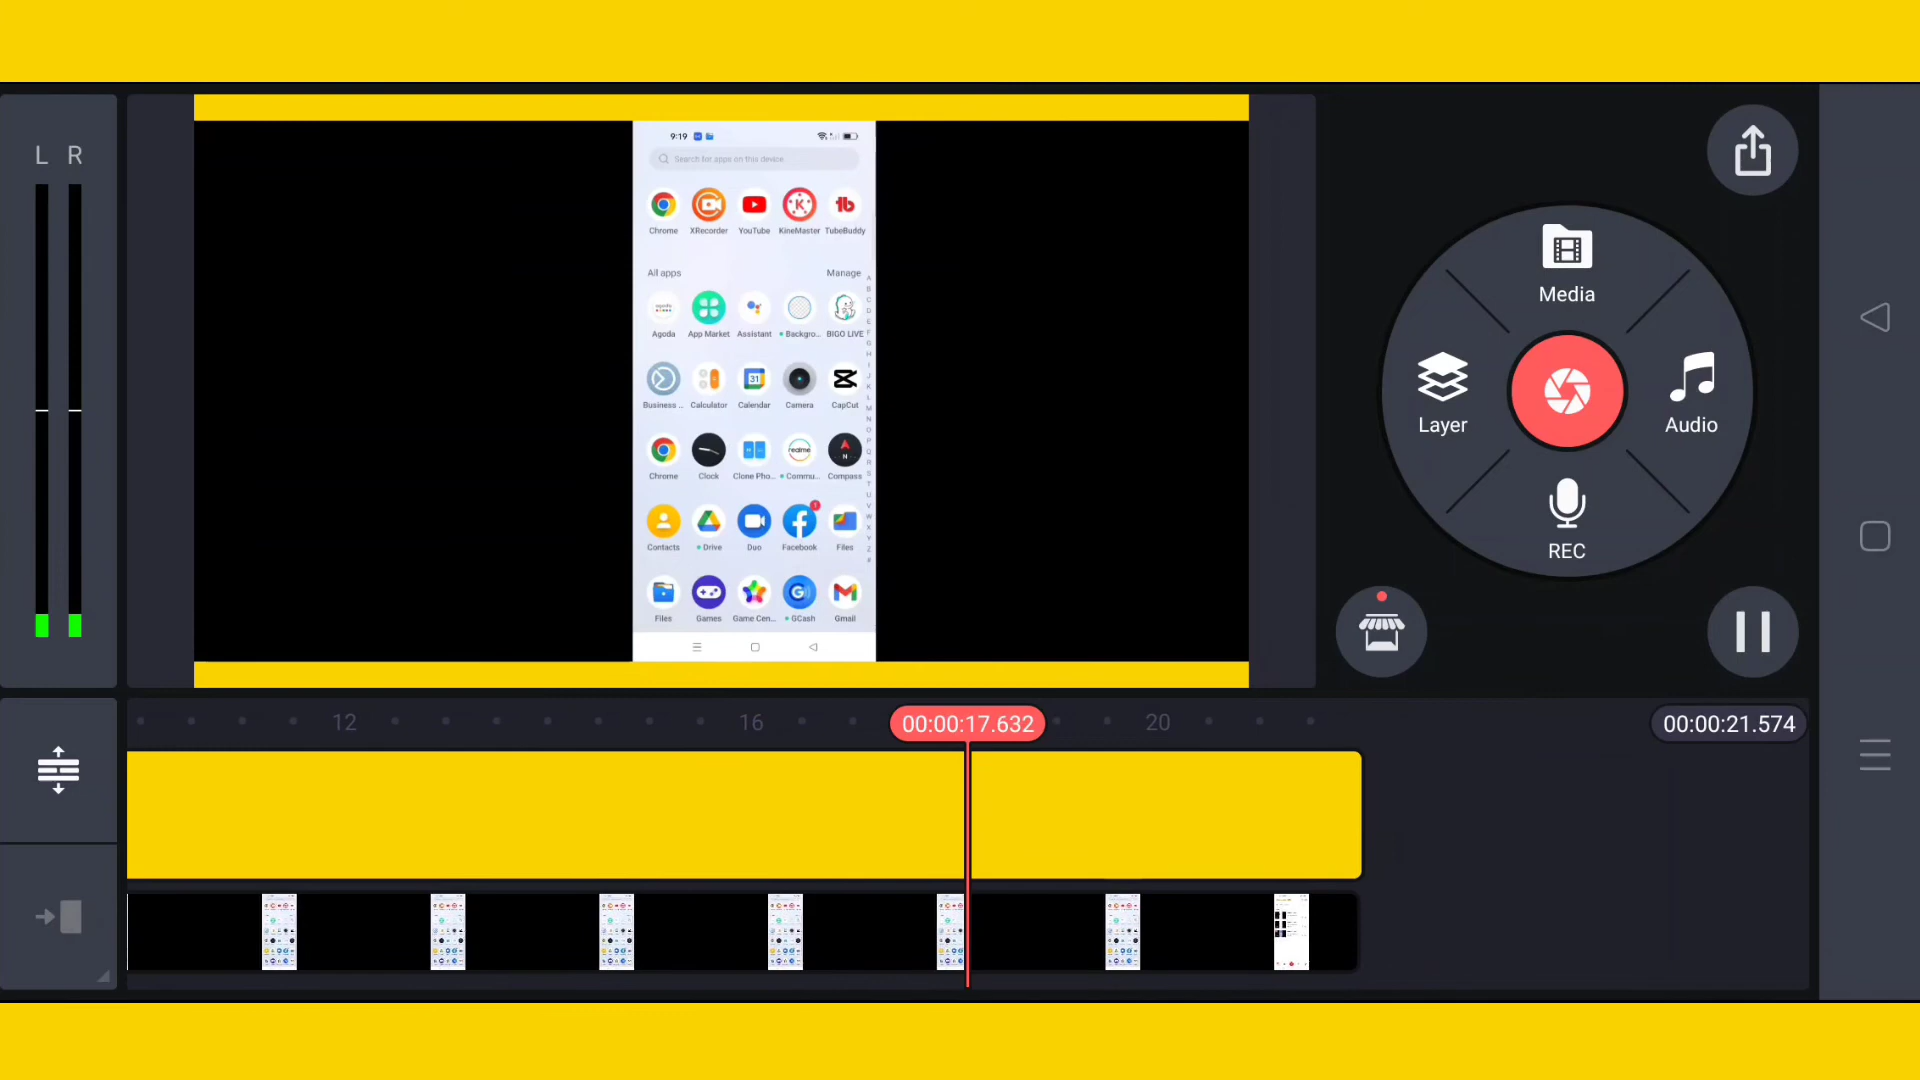 L R
9:19
Search for apps on this device
Chrome XRecorder YouTube KineMaster TubeBuddy
All apps Manage
Agoda App Market Assistant Backgro... BIGO LIVE
Business ... Calculator Calendar Camera CapCut
31
Chrome Clock Clone Pho... Commu... Compass
realme
N
Contacts Drive Duo Facebook Files
1
Files Games Game Cen... GCash Gmail
Media
Layer
Audio
REC
12 16 00:00:17.632 20 00:00:21.574